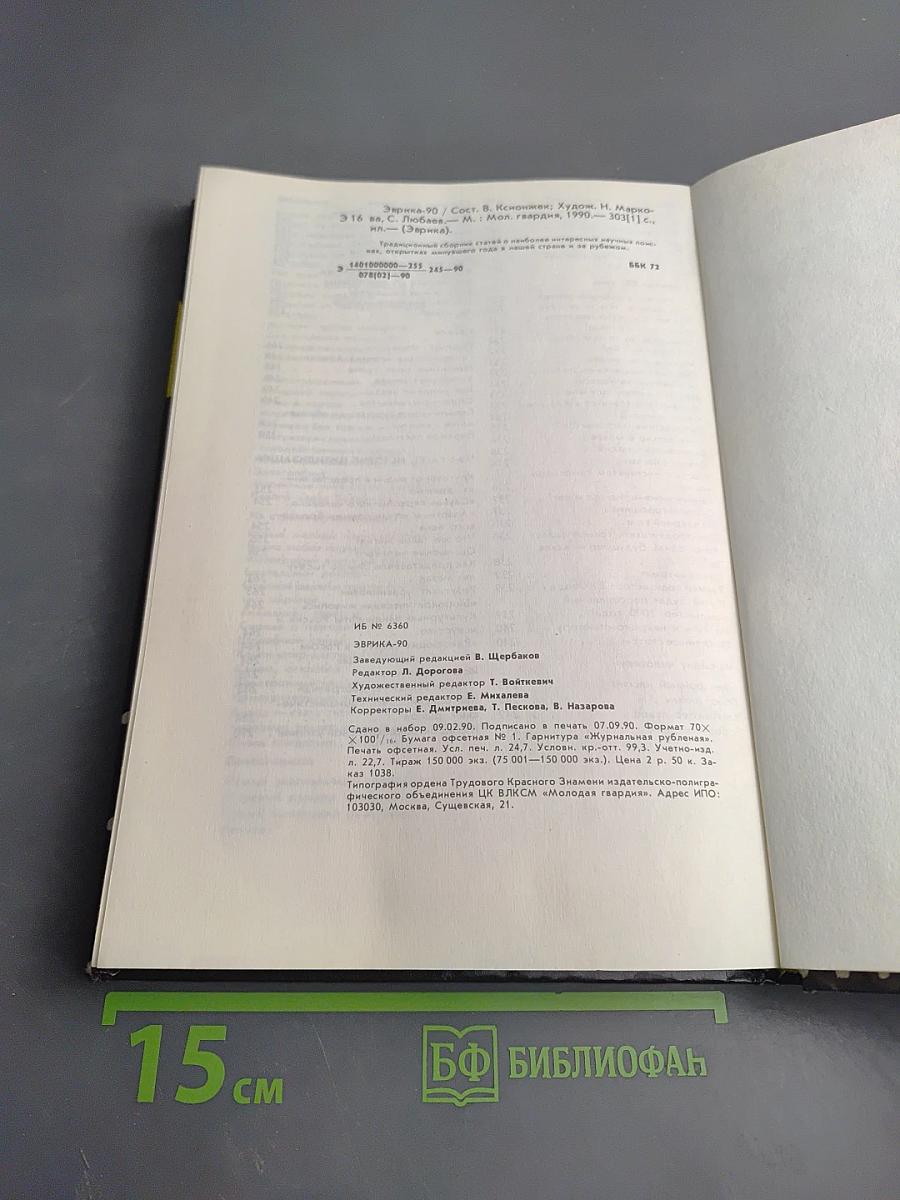 Эврика-90 / Сост. В. Ксионжек; Худож. Н. Марко-
Э 16 ва, С. Любаев.— М. : Мол. гвардия, 1990.— 303[1] с.,
ил.— (Эврика).
Традиционный сборник статей о наиболее интересных научных поис-
ках, открытиях минувшего года в нашей стране и за рубежом.
Э 1401000000—255 / 078(02)—90 245—90 ББК 72
ИБ № 6360
ЭВРИКА-90
Заведующий редакцией В. Щербаков
Редактор Л. Дорогова
Художественный редактор Т. Войткевич
Технический редактор Е. Михалева
Корректоры Е. Дмитриева, Т. Пескова, В. Назарова
Сдано в набор 09.02.90. Подписано в печать 07.09.90. Формат 70×
×100¹/₁₆. Бумага офсетная № 1. Гарнитура «Журнальная рубленая».
Печать офсетная. Усл. печ. л. 24,7. Условн. кр.-отт. 99,3. Учетно-изд.
л. 22,7. Тираж 150 000 экз. (75 001—150 000 экз.). Цена 2 р. 50 к. За-
каз 1038.
Типография ордена Трудового Красного Знамени издательско-полигра-
фического объединения ЦК ВЛКСМ «Молодая гвардия». Адрес ИПО:
103030, Москва, Сущевская, 21.
15 см БФ БИБЛИОФАН